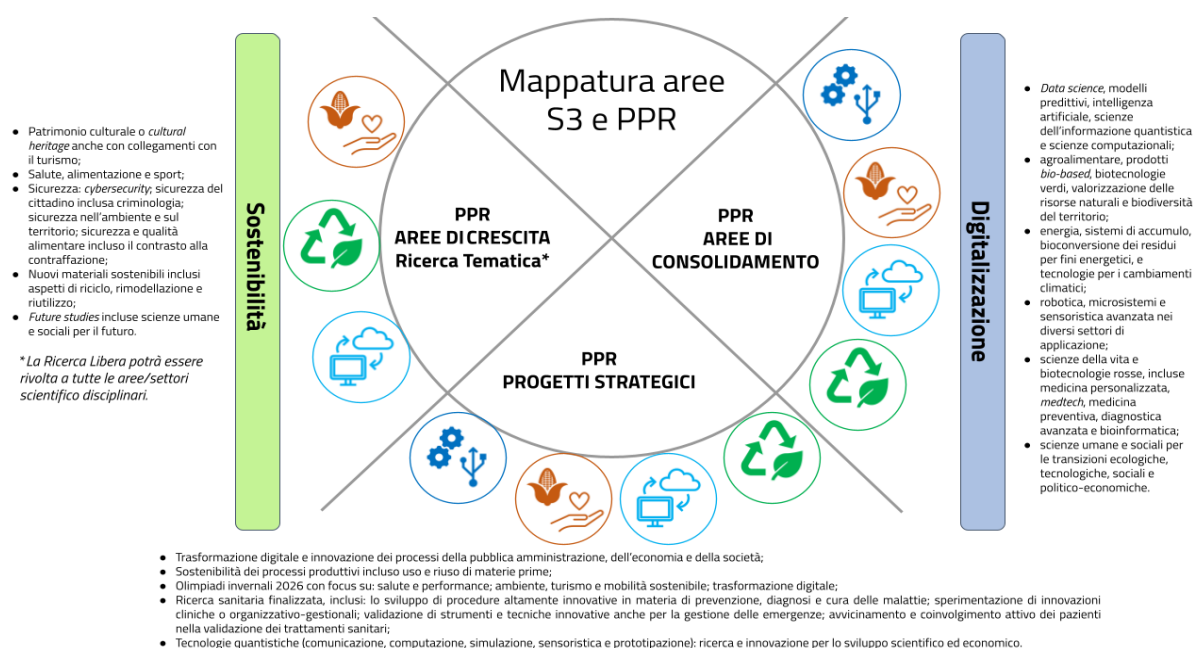 Mappatura aree
S3 e PPR
Sostenibilità
Digitalizzazione
PPR
AREE DI CRESCITA
Ricerca Tematica*
PPR
AREE DI
CONSOLIDAMENTO
PPR
PROGETTI STRATEGICI
● Patrimonio culturale o cultural
heritage anche con collegamenti con
il turismo;
● Salute, alimentazione e sport;
● Sicurezza: cybersecurity; sicurezza del
cittadino inclusa criminologia;
sicurezza nell’ambiente e sul
territorio; sicurezza e qualità
alimentare incluso il contrasto alla
contraffazione;
● Nuovi materiali sostenibili inclusi
aspetti di riciclo, rimodellazione e
riutilizzo;
● Future studies incluse scienze umane
e sociali per il futuro.
*La Ricerca Libera potrà essere
rivolta a tutte le aree/settori
scientifico disciplinari.
● Data science, modelli
predittivi, intelligenza
artificiale, scienze
dell’informazione quantistica
e scienze computazionali;
● agroalimentare, prodotti
bio-based, biotecnologie
verdi, valorizzazione delle
risorse naturali e biodiversità
del territorio;
● energia, sistemi di accumulo,
bioconversione dei residui
per fini energetici, e
tecnologie per i cambiamenti
climatici;
● robotica, microsistemi e
sensoristica avanzata nei
diversi settori di
applicazione;
● scienze della vita e
biotecnologie rosse, incluse
medicina personalizzata,
medtech, medicina
preventiva, diagnostica
avanzata e bioinformatica;
● scienze umane e sociali per
le transizioni ecologiche,
tecnologiche, sociali e
politico-economiche.
● Trasformazione digitale e innovazione dei processi della pubblica amministrazione, dell’economia e della società;
● Sostenibilità dei processi produttivi incluso uso e riuso di materie prime;
● Olimpiadi invernali 2026 con focus su: salute e performance; ambiente, turismo e mobilità sostenibile; trasformazione digitale;
● Ricerca sanitaria finalizzata, inclusi: lo sviluppo di procedure altamente innovative in materia di prevenzione, diagnosi e cura delle malattie; sperimentazione di innovazioni
cliniche o organizzativo-gestionali; validazione di strumenti e tecniche innovative anche per la gestione delle emergenze; avvicinamento e coinvolgimento attivo dei pazienti
nella validazione dei trattamenti sanitari;
● Tecnologie quantistiche (comunicazione, computazione, simulazione, sensoristica e prototipazione): ricerca e innovazione per lo sviluppo scientifico ed economico.